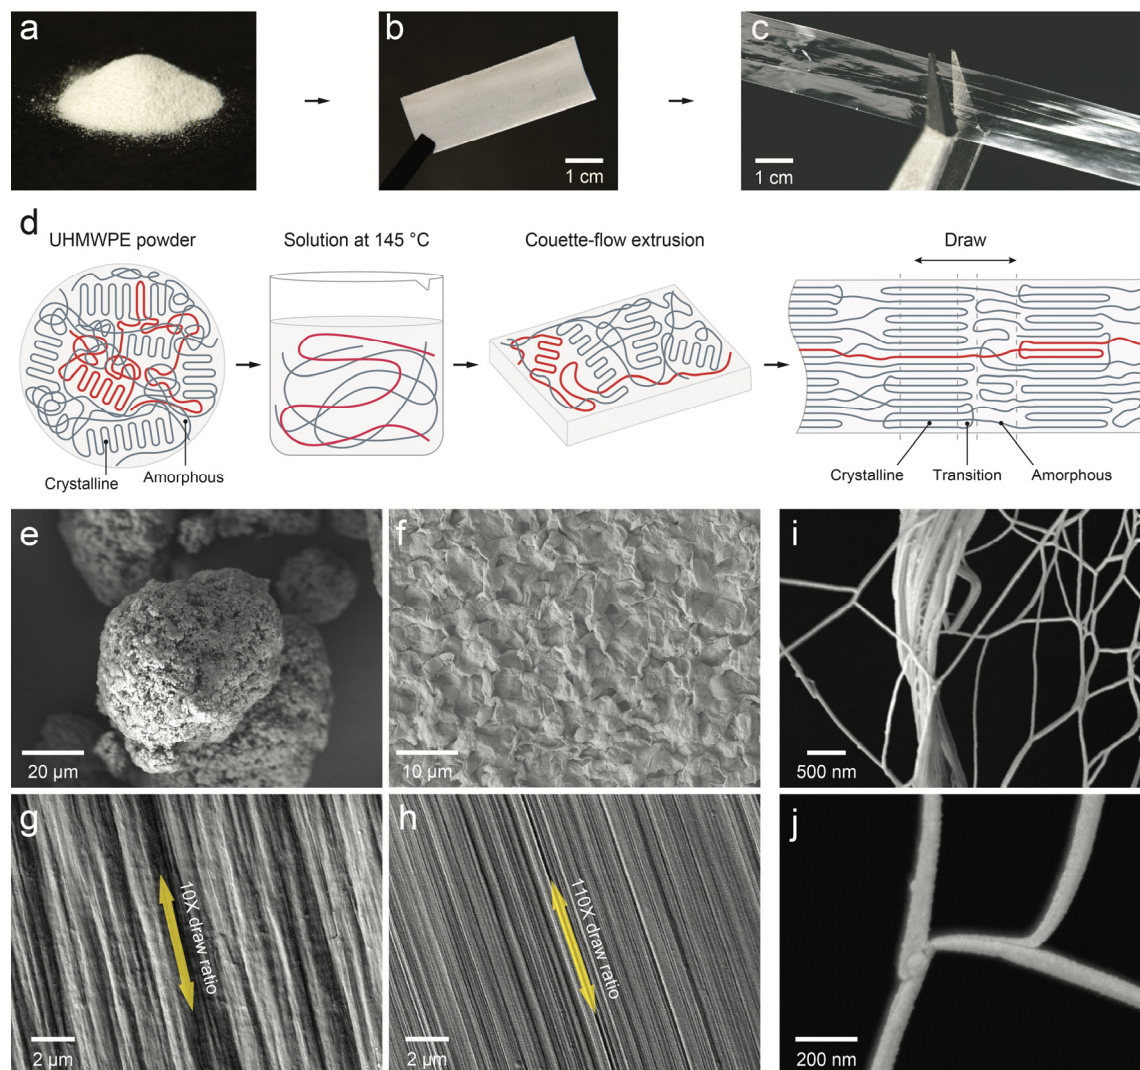 a
b
c
1 cm
1 cm
d
UHMWPE powder
Solution at 145 °C
Couette-flow extrusion
Draw
Crystalline
Amorphous
Crystalline
Transition
Amorphous
e
f
i
20 µm
10 µm
500 nm
g
h
j
10X draw ratio
110X draw ratio
2 µm
2 µm
200 nm